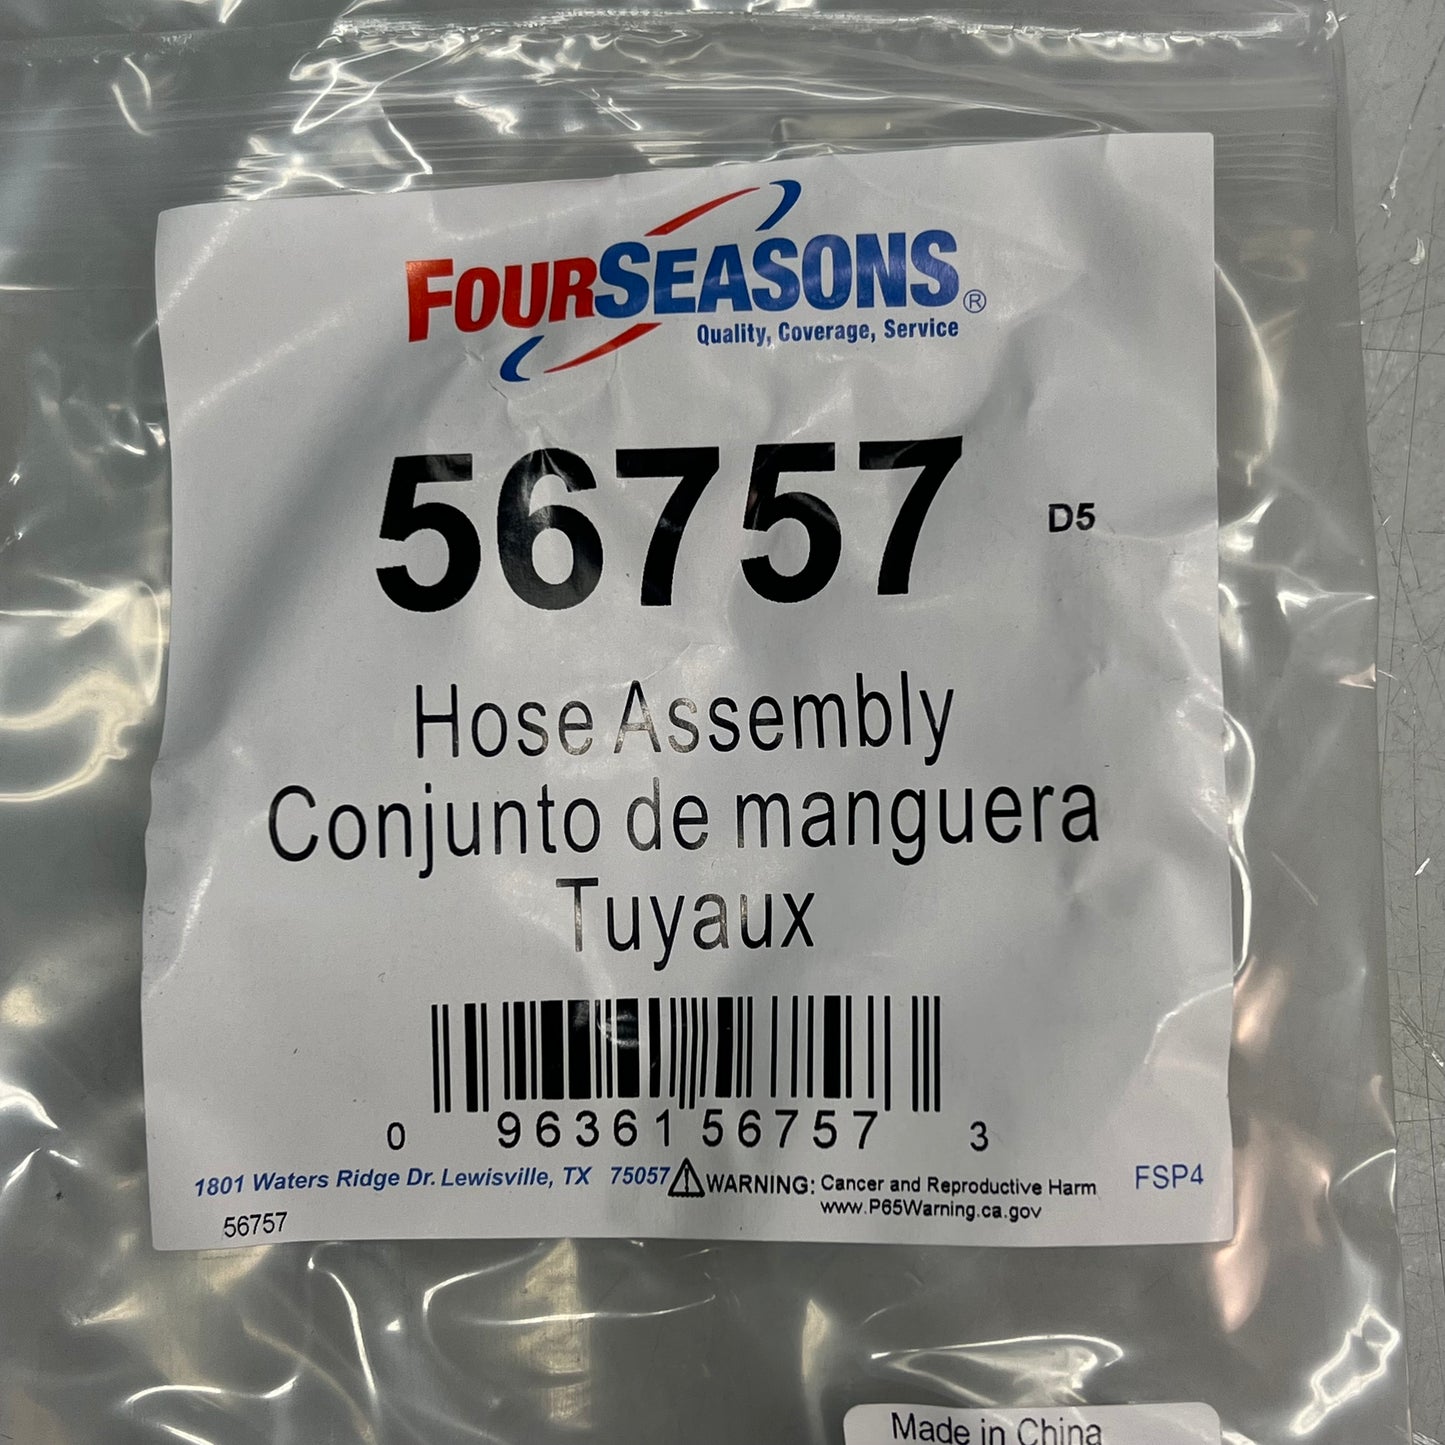 FOURSEASONS®
Quality, Coverage, Service
56757 D5
Hose Assembly
Conjunto de manguera
Tuyaux
0 96361 56757 3
1801 Waters Ridge Dr. Lewisville, TX 75057 WARNING: Cancer and Reproductive Harm FSP4
www.P65Warning.ca.gov
56757
Made in China